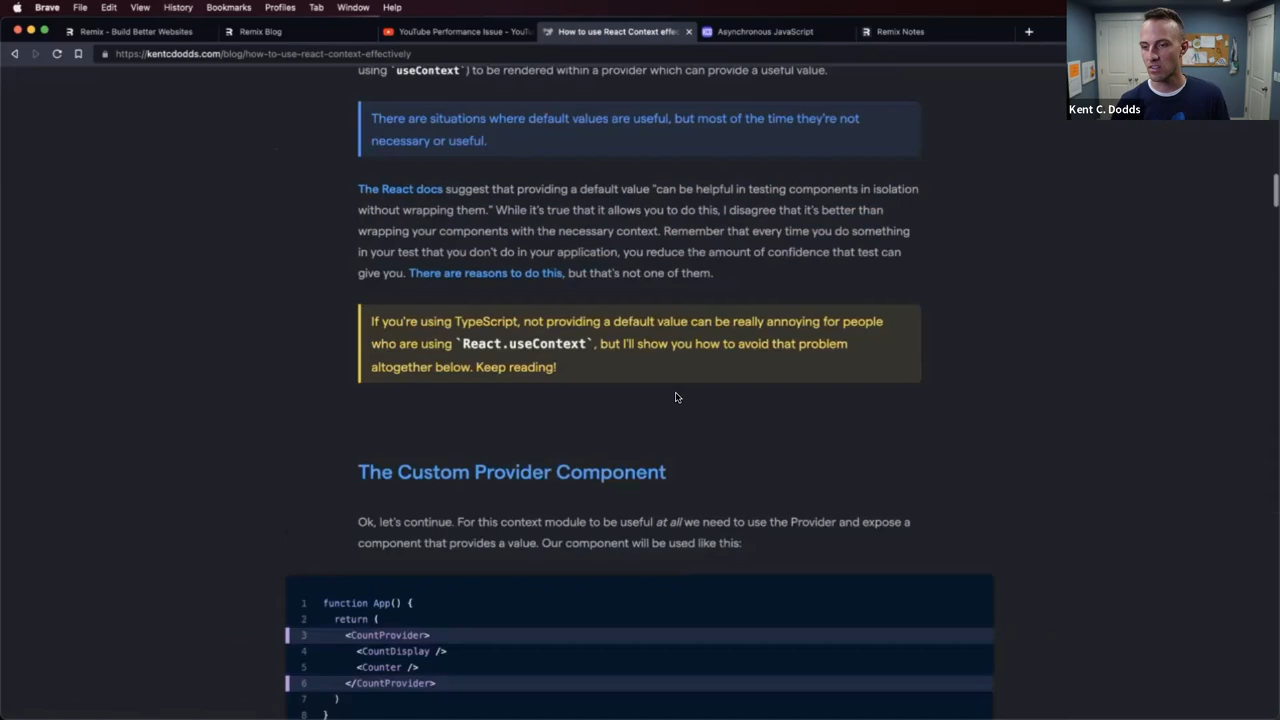 Brave File Edit View History Bookmarks Profiles Tab Window Help
Remix - Build Better Websites
Remix Blog
YouTube Performance Issue - YouTu
How to use React Context effec
Asynchronous JavaScript
Remix Notes
https://kentcdodds.com/blog/how-to-use-react-context-effectively
Kent C. Dodds
using `useContext`) to be rendered within a provider which can provide a useful value.
There are situations where default values are useful, but most of the time they're not
necessary or useful.
The React docs suggest that providing a default value "can be helpful in testing components in isolation
without wrapping them." While it's true that it allows you to do this, I disagree that it's better than
wrapping your components with the necessary context. Remember that every time you do something
in your test that you don't do in your application, you reduce the amount of confidence that test can
give you. There are reasons to do this, but that's not one of them.
If you're using TypeScript, not providing a default value can be really annoying for people
who are using `React.useContext`, but I'll show you how to avoid that problem
altogether below. Keep reading!
The Custom Provider Component
Ok, let's continue. For this context module to be useful at all we need to use the Provider and expose a
component that provides a value. Our component will be used like this:
1 function App() {
2 return (
3 <CountProvider>
4 <CountDisplay />
5 <Counter />
6 </CountProvider>
7 )
8 }